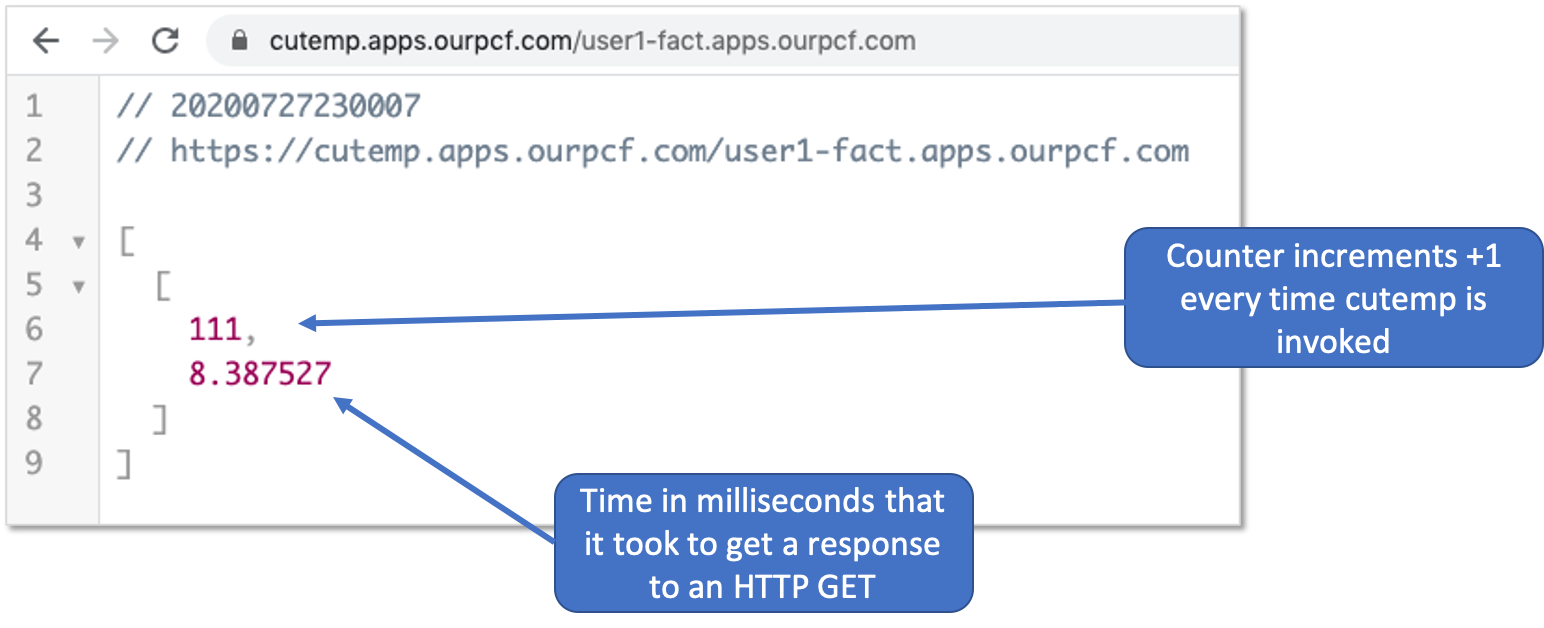 cutemp.apps.ourpcf.com/user1-fact.apps.ourpcf.com
1 // 20200727230007
2 // https://cutemp.apps.ourpcf.com/user1-fact.apps.ourpcf.com
3
4 ▼ [
5 ▼ [
6 111,
7 8.387527
8 ]
9 ]
Counter increments +1
every time cutemp is
invoked
Time in milliseconds that
it took to get a response
to an HTTP GET